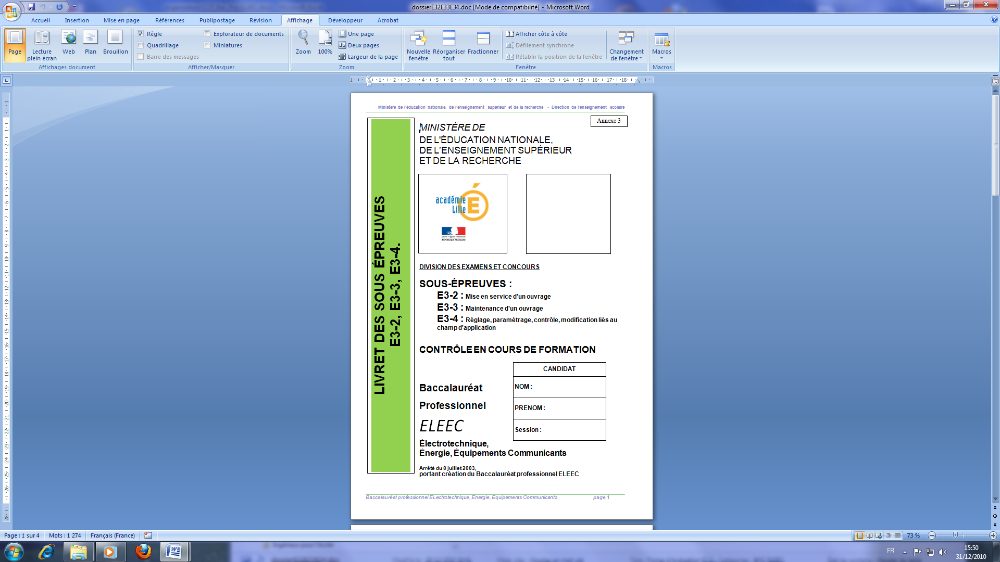 dossierE32E33E34.doc [Mode de compatibilité] - Microsoft Word
Accueil Insertion Mise en page Références Publipostage Révision Affichage Développeur Acrobat
Page
Lecture plein écran
Web
Plan
Brouillon
Affichages document
Règle
Quadrillage
Barre des messages
Explorateur de documents
Miniatures
Afficher/Masquer
Zoom
100%
Une page
Deux pages
Largeur de la page
Zoom
Nouvelle fenêtre
Réorganiser tout
Fractionner
Afficher côte à côte
Défilement synchrone
Rétablir la position de la fenêtre
Fenêtre
Changement de fenêtre
Macros
Macros
Ministère de l'éducation nationale, de l'enseignement supérieur et de la recherche - Direction de l'enseignement scolaire
Annexe 3
LIVRET DES SOUS ÉPREUVES
E3-2, E3-3, E3-4.
MINISTÈRE DE
DE L'ÉDUCATION NATIONALE,
DE L’ENSEIGNEMENT SUPÉRIEUR
ET DE LA RECHERCHE
académie
Lille
Liberté • Égalité • Fraternité
RÉPUBLIQUE FRANÇAISE
DIVISION DES EXAMENS ET CONCOURS
SOUS-ÉPREUVES :
E3-2 : Mise en service d'un ouvrage
E3-3 : Maintenance d'un ouvrage
E3-4 : Réglage, paramétrage, contrôle, modification liés au
champ d'application
CONTRÔLE EN COURS DE FORMATION
CANDIDAT
NOM :
PRENOM :
Session :
Baccalauréat
Professionnel
ELEEC
Électrotechnique,
Énergie, Équipements Communicants
Arrêté du 8 juillet 2003,
portant création du Baccalauréat professionnel ELEEC
Baccalauréat professionnel ELectrotechnique, Energie, Equipements Communicants page 1
Page : 1 sur 4 Mots : 1 274 Français (France) 73 %
FR 15:50
31/12/2010